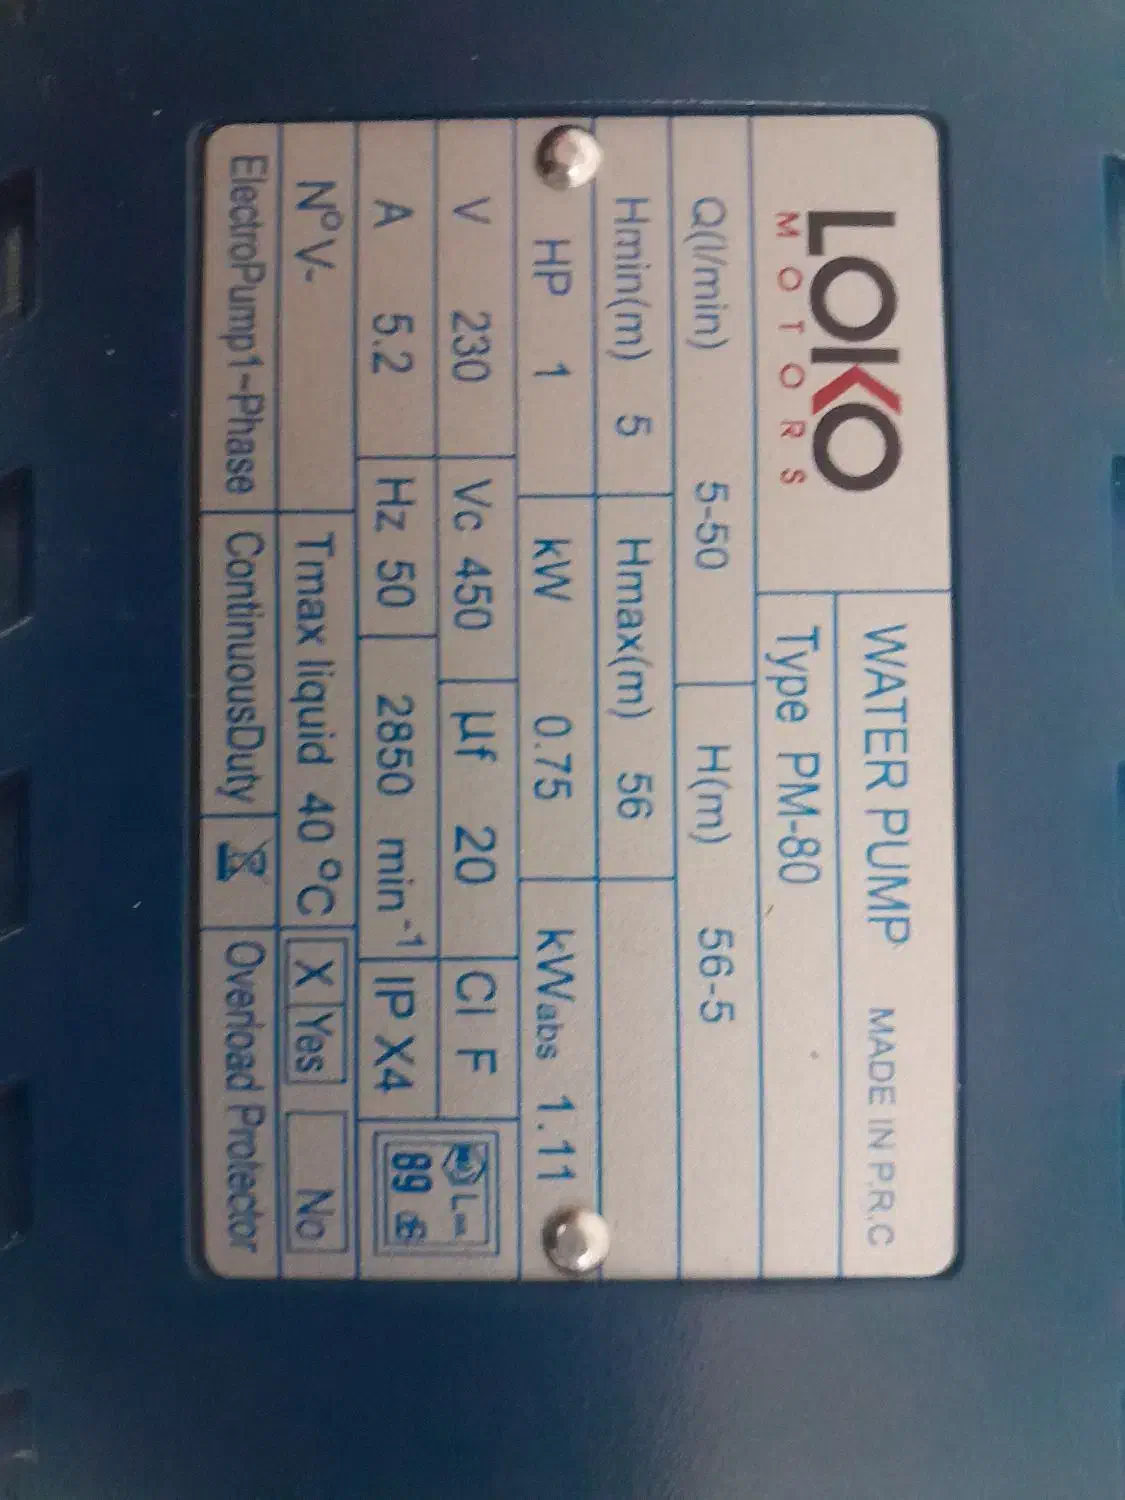 LOKO
MOTORS
WATER PUMP MADE IN P.R.C
Type PM-80
Q(l/min) 5-50 H(m) 56-5
Hmin(m) 5 Hmax(m) 56
HP 1 kW 0.75 kWabs 1.11
V 230 Vc 450 µf 20 Cl F
A 5.2 Hz 50 2850 min-1 IP X4
89 dB
N°V- Tmax liquid 40 °C X Yes No
ElectroPump1~Phase ContinuousDuty Overload Protector